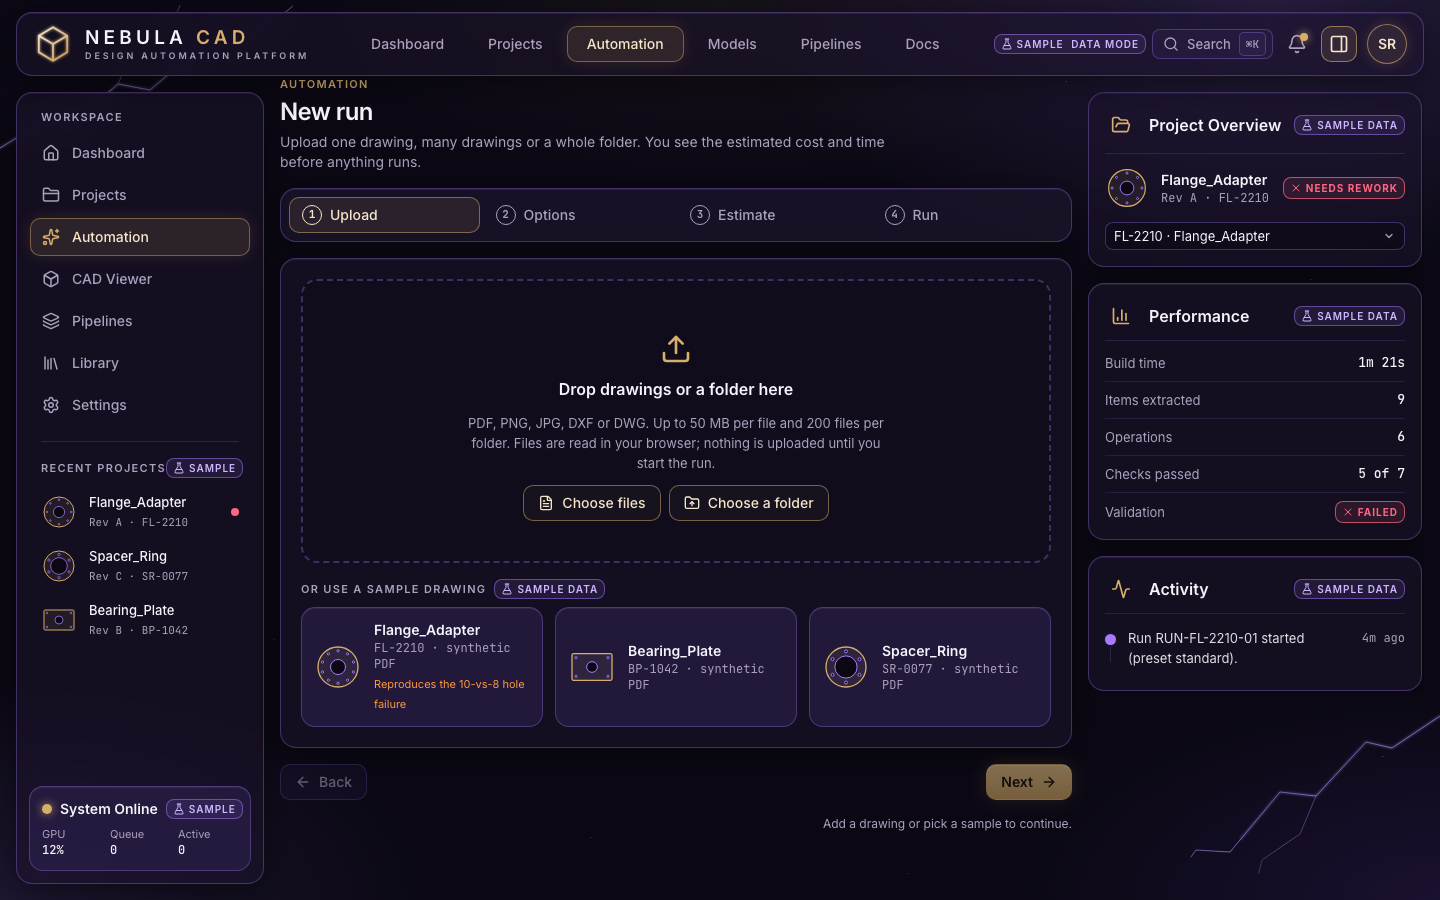 NEBULA CAD
DESIGN AUTOMATION PLATFORM
Dashboard
Projects
Automation
Models
Pipelines
Docs
SAMPLE DATA MODE
Search
⌘K
SR
WORKSPACE
Dashboard
Projects
Automation
CAD Viewer
Pipelines
Library
Settings
RECENT PROJECTS
SAMPLE
Flange_Adapter
Rev A · FL-2210
Spacer_Ring
Rev C · SR-0077
Bearing_Plate
Rev B · BP-1042
System Online
SAMPLE
GPU
Queue
Active
12%
0
0
AUTOMATION
New run
Upload one drawing, many drawings or a whole folder. You see the estimated cost and time
before anything runs.
1 Upload
2 Options
3 Estimate
4 Run
Drop drawings or a folder here
PDF, PNG, JPG, DXF or DWG. Up to 50 MB per file and 200 files per
folder. Files are read in your browser; nothing is uploaded until you
start the run.
Choose files
Choose a folder
OR USE A SAMPLE DRAWING
SAMPLE DATA
Flange_Adapter
FL-2210 · synthetic
PDF
Reproduces the 10-vs-8 hole
failure
Bearing_Plate
BP-1042 · synthetic
PDF
Spacer_Ring
SR-0077 · synthetic
PDF
Back
Next
Add a drawing or pick a sample to continue.
Project Overview
SAMPLE DATA
Flange_Adapter
Rev A · FL-2210
NEEDS REWORK
FL-2210 · Flange_Adapter
Performance
SAMPLE DATA
Build time
1m 21s
Items extracted
9
Operations
6
Checks passed
5 of 7
Validation
FAILED
Activity
SAMPLE DATA
Run RUN-FL-2210-01 started
(preset standard).
4m ago